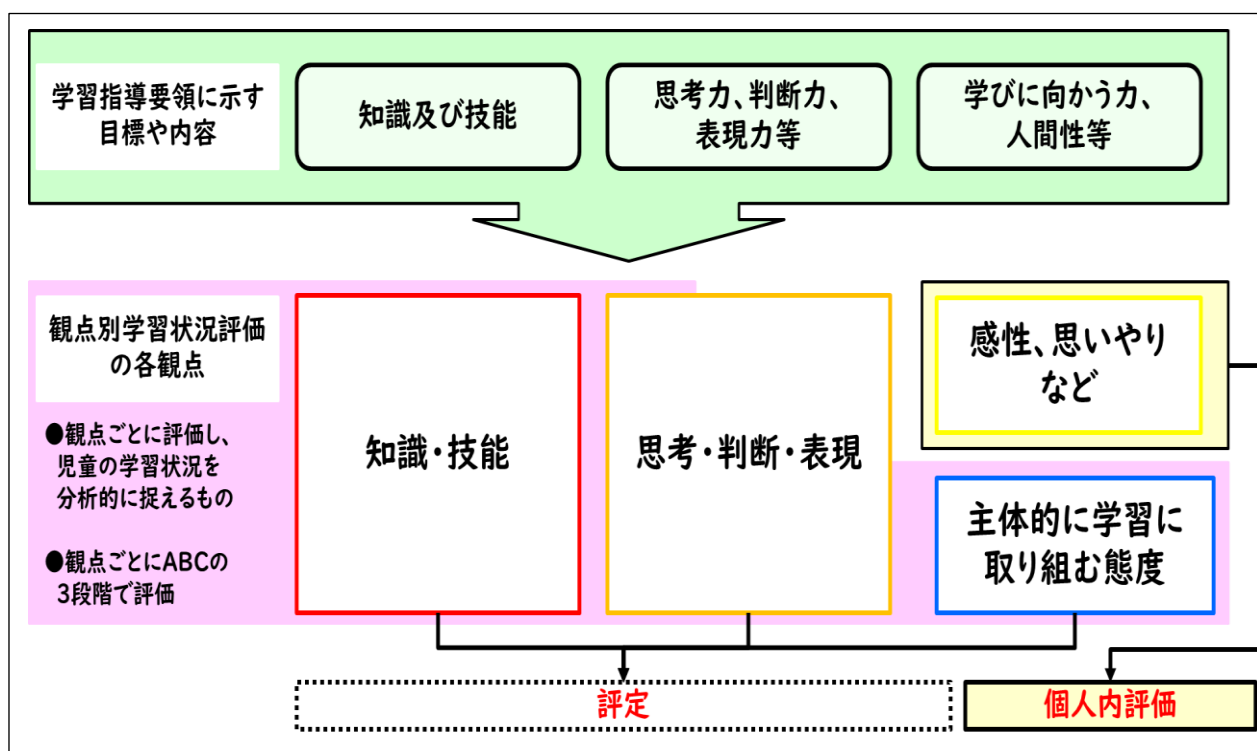 学習指導要領に示す
目標や内容
知識及び技能
思考力、判断力、
表現力等
学びに向かう力、
人間性等
観点別学習状況評価
の各観点
●観点ごとに評価し、
児童の学習状況を
分析的に捉えるもの
●観点ごとにABCの
3段階で評価
知識・技能
思考・判断・表現
感性、思いやり
など
主体的に学習に
取り組む態度
評定
個人内評価